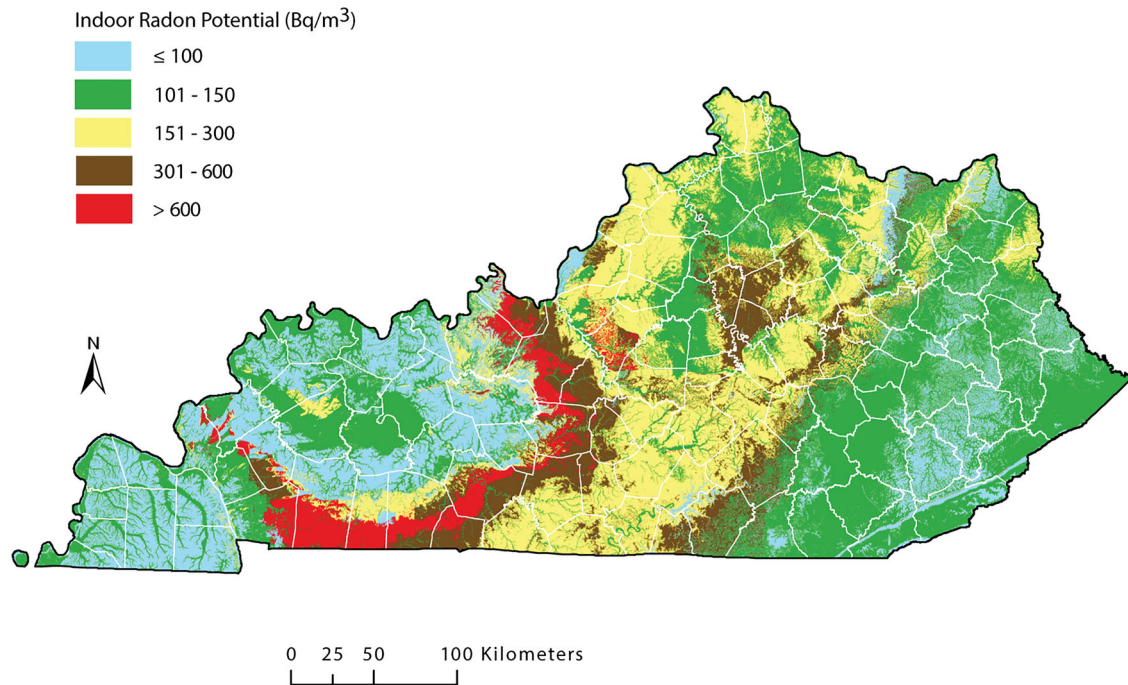 Indoor Radon Potential (Bq/m³)
≤ 100
101 - 150
151 - 300
301 - 600
> 600
N
0 25 50 100 Kilometers